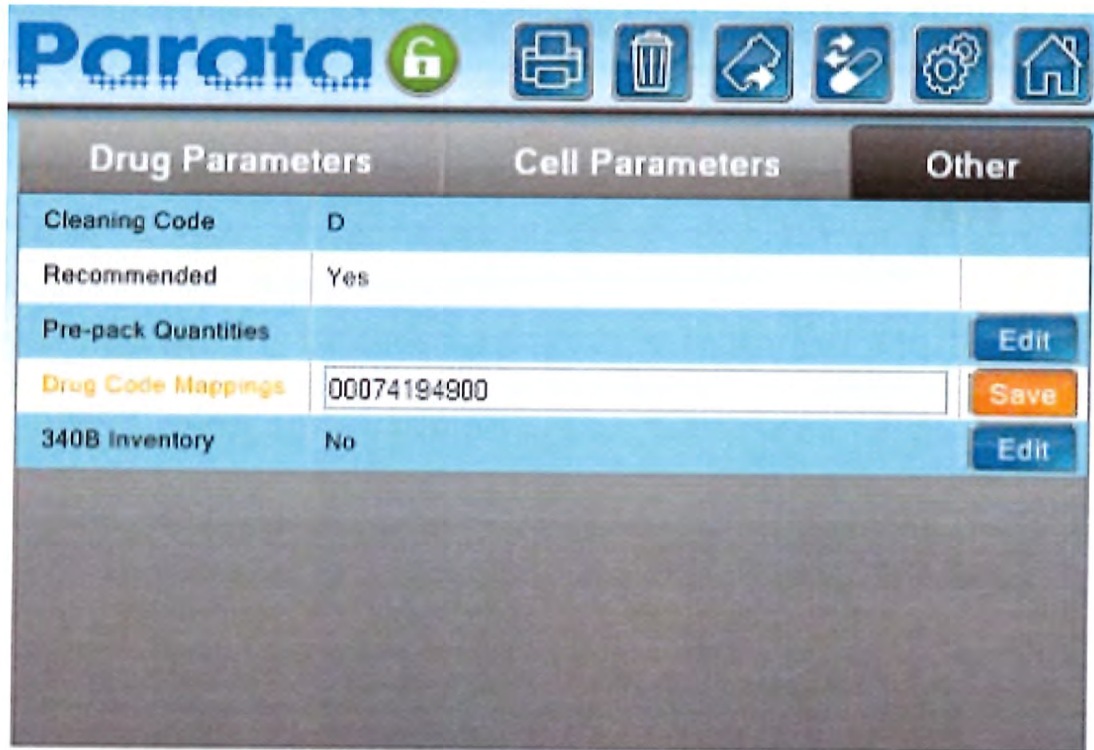 Parata
Drug Parameters Cell Parameters Other
Cleaning Code D
Recommended Yes
Pre-pack Quantities Edit
Drug Code Mappings 00074194900 Save
340B Inventory No Edit